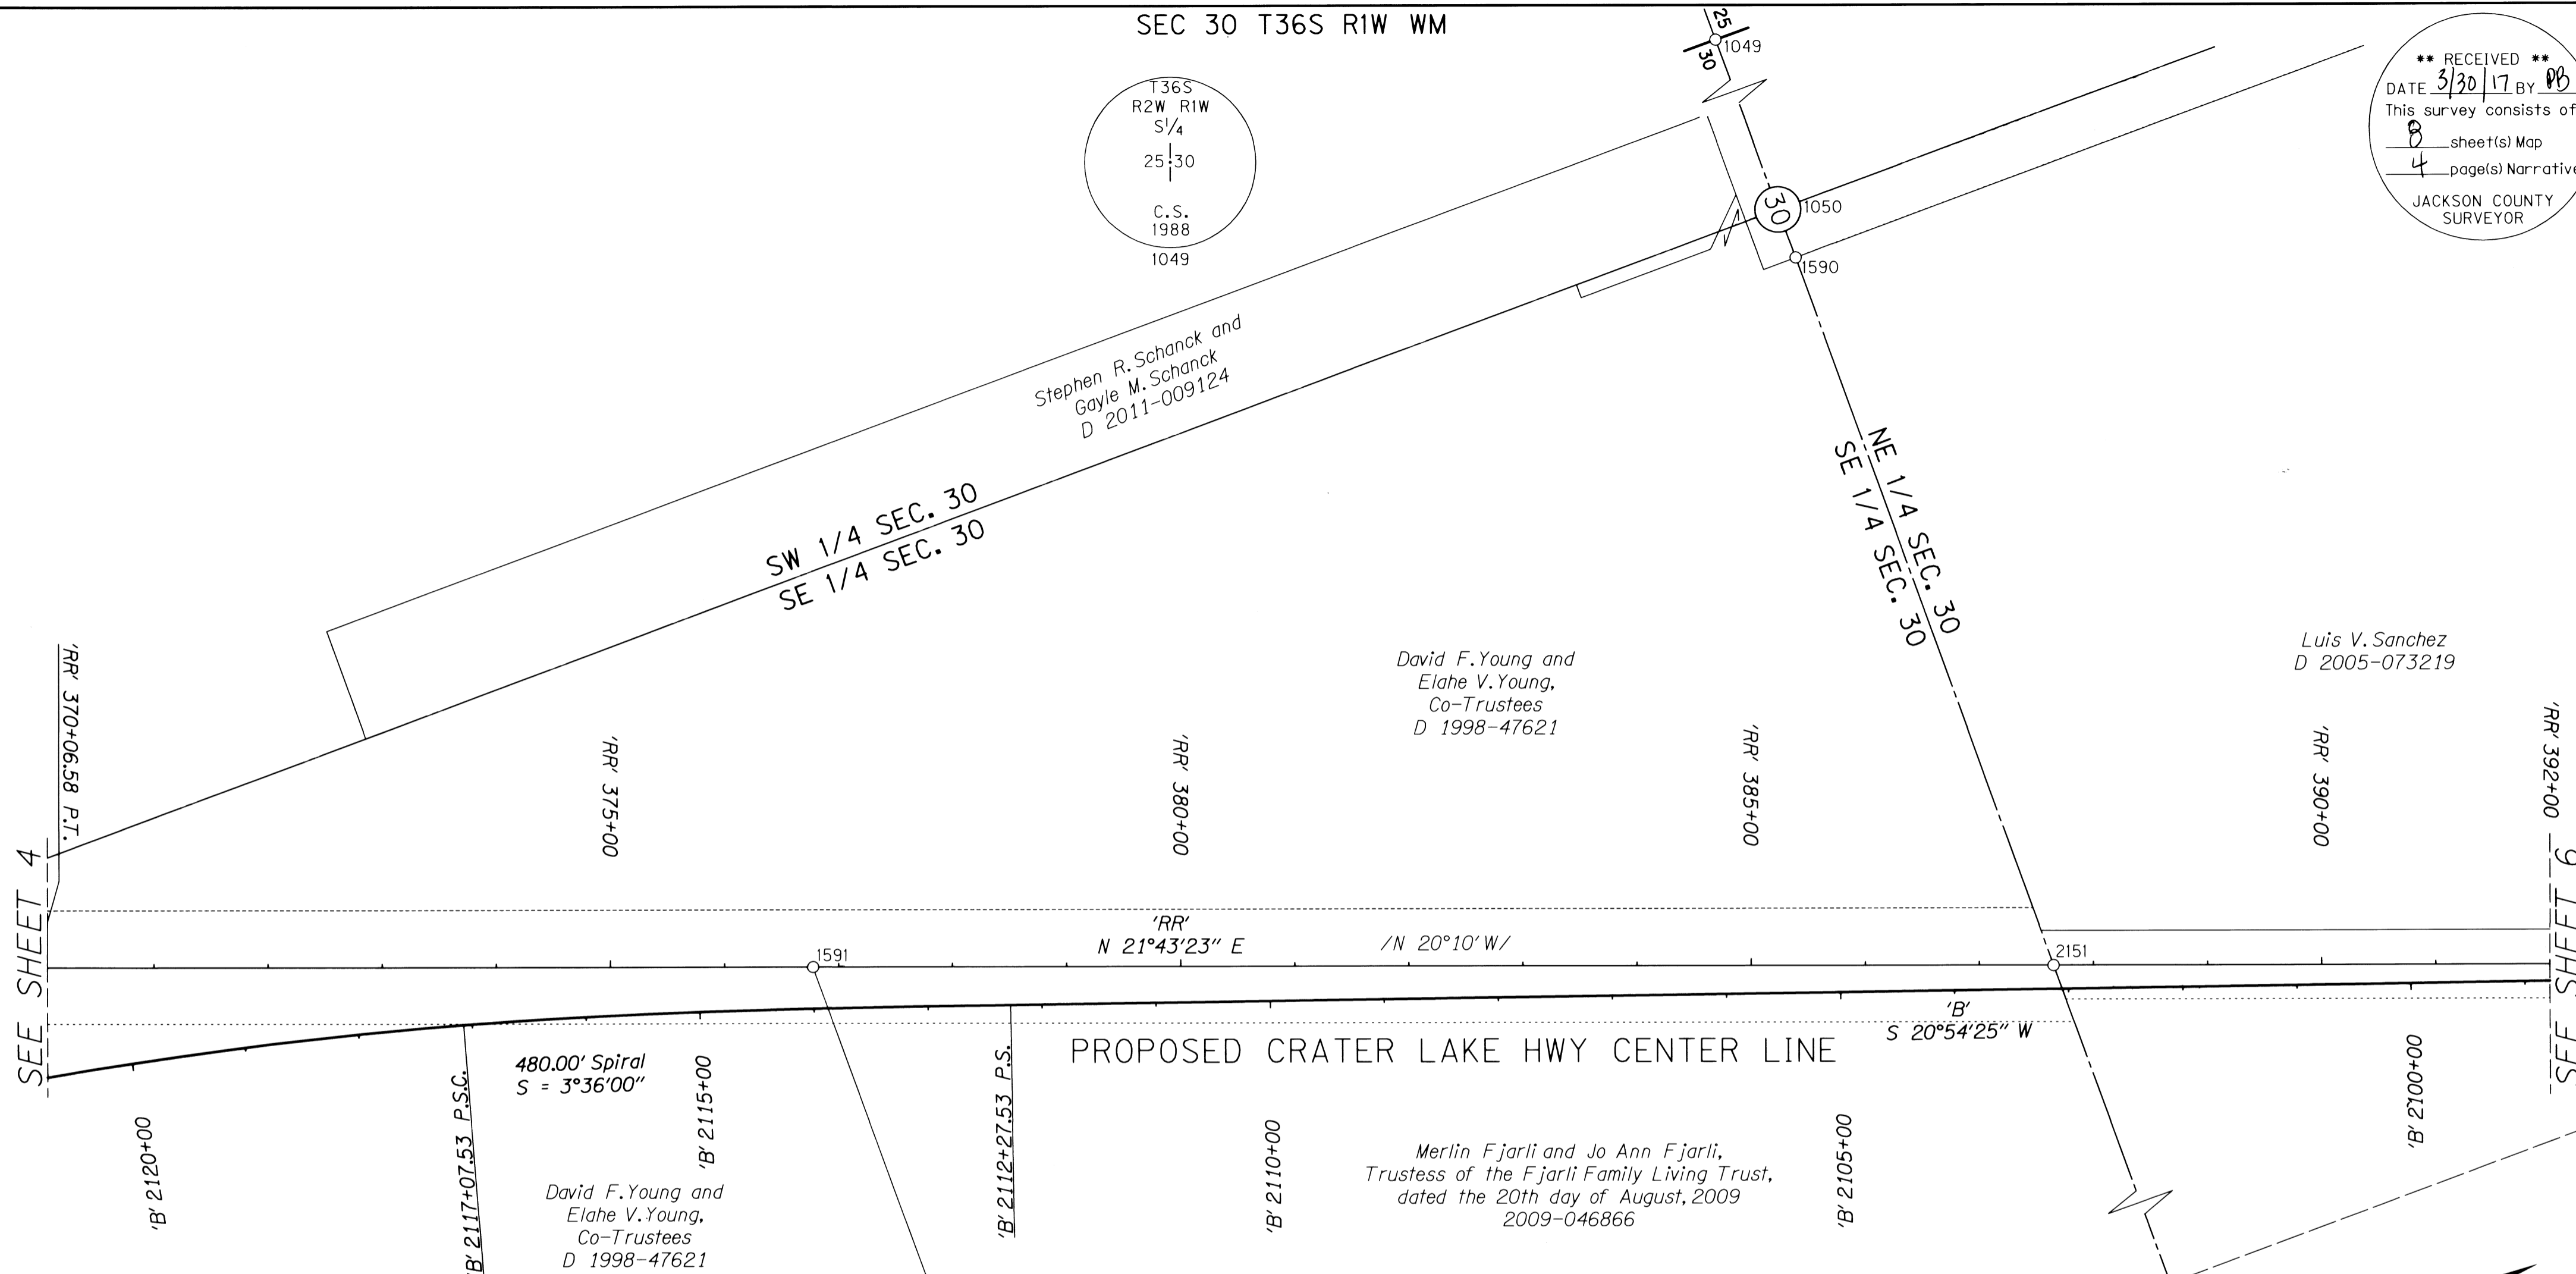 SEC 30 T36S R1W WM
25
30
1049
T36S
R2W R1W
S 1/4
25 30
C.S.
1988
1049
** RECEIVED **
DATE 3/30/17 BY PB
This survey consists of
8 sheet(s) Map
4 page(s) Narrative
JACKSON COUNTY
SURVEYOR
30
1050
1590
Stephen R. Schanck and
Gayle M. Schanck
D 2011-009124
SW 1/4 SEC. 30
SE 1/4 SEC. 30
NE 1/4 SEC. 30
SE 1/4 SEC. 30
David F. Young and
Elahe V. Young,
Co-Trustees
D 1998-47621
Luis V. Sanchez
D 2005-073219
'RR' 370+06.58 P.T.
'RR' 375+00
'RR' 380+00
'RR' 385+00
'RR' 390+00
'RR' 392+00
SEE SHEET 4
'RR'
N 21°43'23" E
/N 20°10' W/
1591
2151
SEE SHEET 6
'B'
S 20°54'25" W
PROPOSED CRATER LAKE HWY CENTER LINE
480.00' Spiral
S = 3°36'00"
'B' 2120+00
'B' 2117+07.53 P.S.C.
'B' 2115+00
'B' 2112+27.53 P.S.
'B' 2110+00
'B' 2105+00
'B' 2100+00
David F. Young and
Elahe V. Young,
Co-Trustees
D 1998-47621
Merlin Fjarli and Jo Ann Fjarli,
Trustess of the Fjarli Family Living Trust,
dated the 20th day of August, 2009
2009-046866